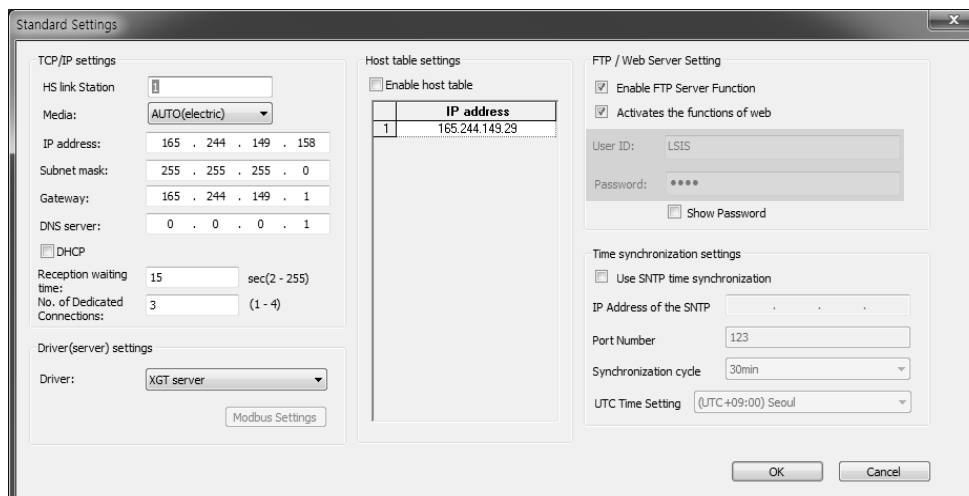 Standard Settings
x
TCP/IP settings
HS link Station 1
Media: AUTO(electric)
IP address: 165 . 244 . 149 . 158
Subnet mask: 255 . 255 . 255 . 0
Gateway: 165 . 244 . 149 . 1
DNS server: 0 . 0 . 0 . 1
DHCP
Reception waiting
time: 15 sec(2 - 255)
No. of Dedicated
Connections: 3 (1 - 4)
Driver(server) settings
Driver: XGT server
Modbus Settings
Host table settings
Enable host table
IP address
1 165.244.149.29
FTP / Web Server Setting
Enable FTP Server Function
Activates the functions of web
User ID: LSIS
Password: ••••
Show Password
Time synchronization settings
Use SNTP time synchronization
IP Address of the SNTP . . .
Port Number 123
Synchronization cycle 30min
UTC Time Setting (UTC+09:00) Seoul
OK Cancel